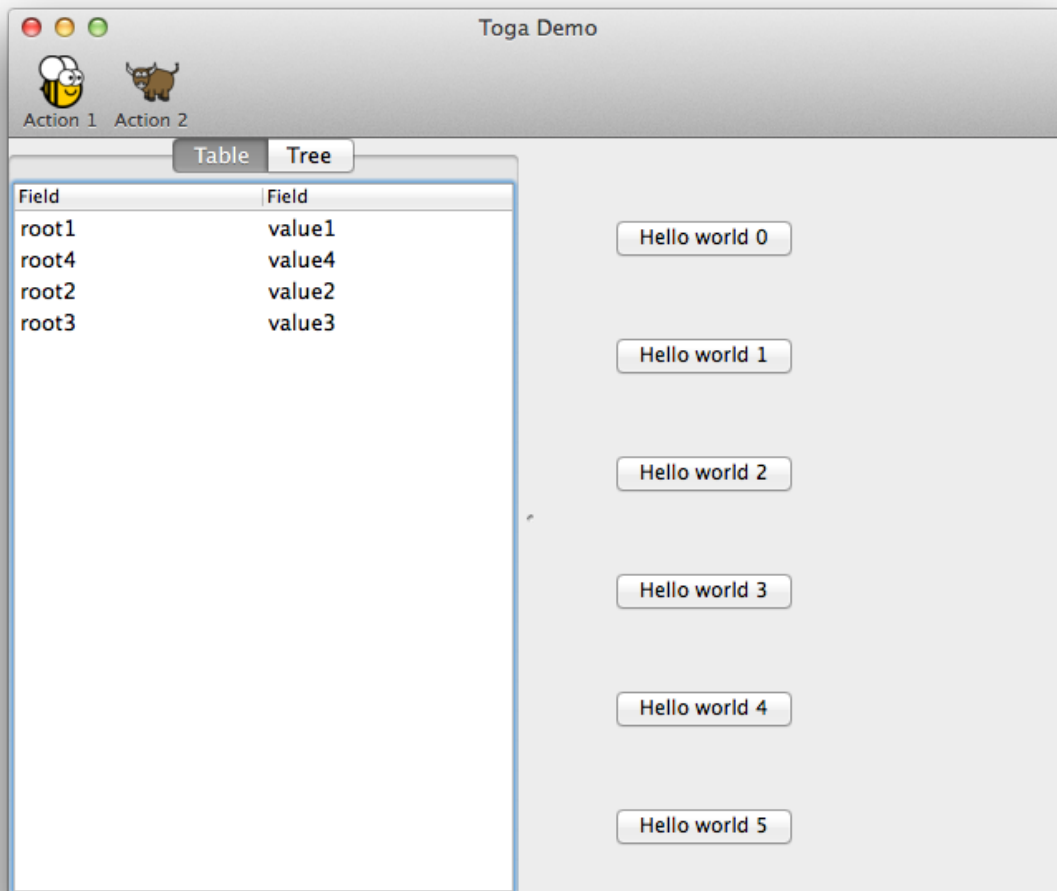 Toga Demo
Action 1 Action 2
Table Tree
Field Field
root1 value1
root4 value4
root2 value2
root3 value3
Hello world 0
Hello world 1
Hello world 2
Hello world 3
Hello world 4
Hello world 5